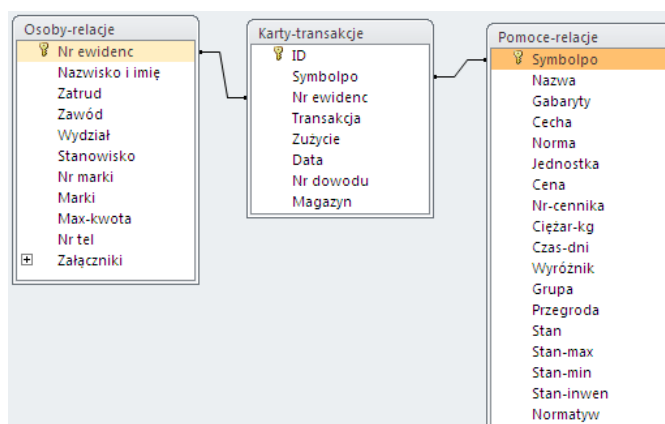 Osoby-relacje
Nr ewidenc
Nazwisko i imię
Zatrud
Zawód
Wydział
Stanowisko
Nr marki
Marki
Max-kwota
Nr tel
Załączniki
Karty-transakcje
ID
Symbolpo
Nr ewidenc
Transakcja
Zużycie
Data
Nr dowodu
Magazyn
Pomoce-relacje
Symbolpo
Nazwa
Gabaryty
Cecha
Norma
Jednostka
Cena
Nr-cennika
Ciężar-kg
Czas-dni
Wyróżnik
Grupa
Przegroda
Stan
Stan-max
Stan-min
Stan-inwen
Normatyw